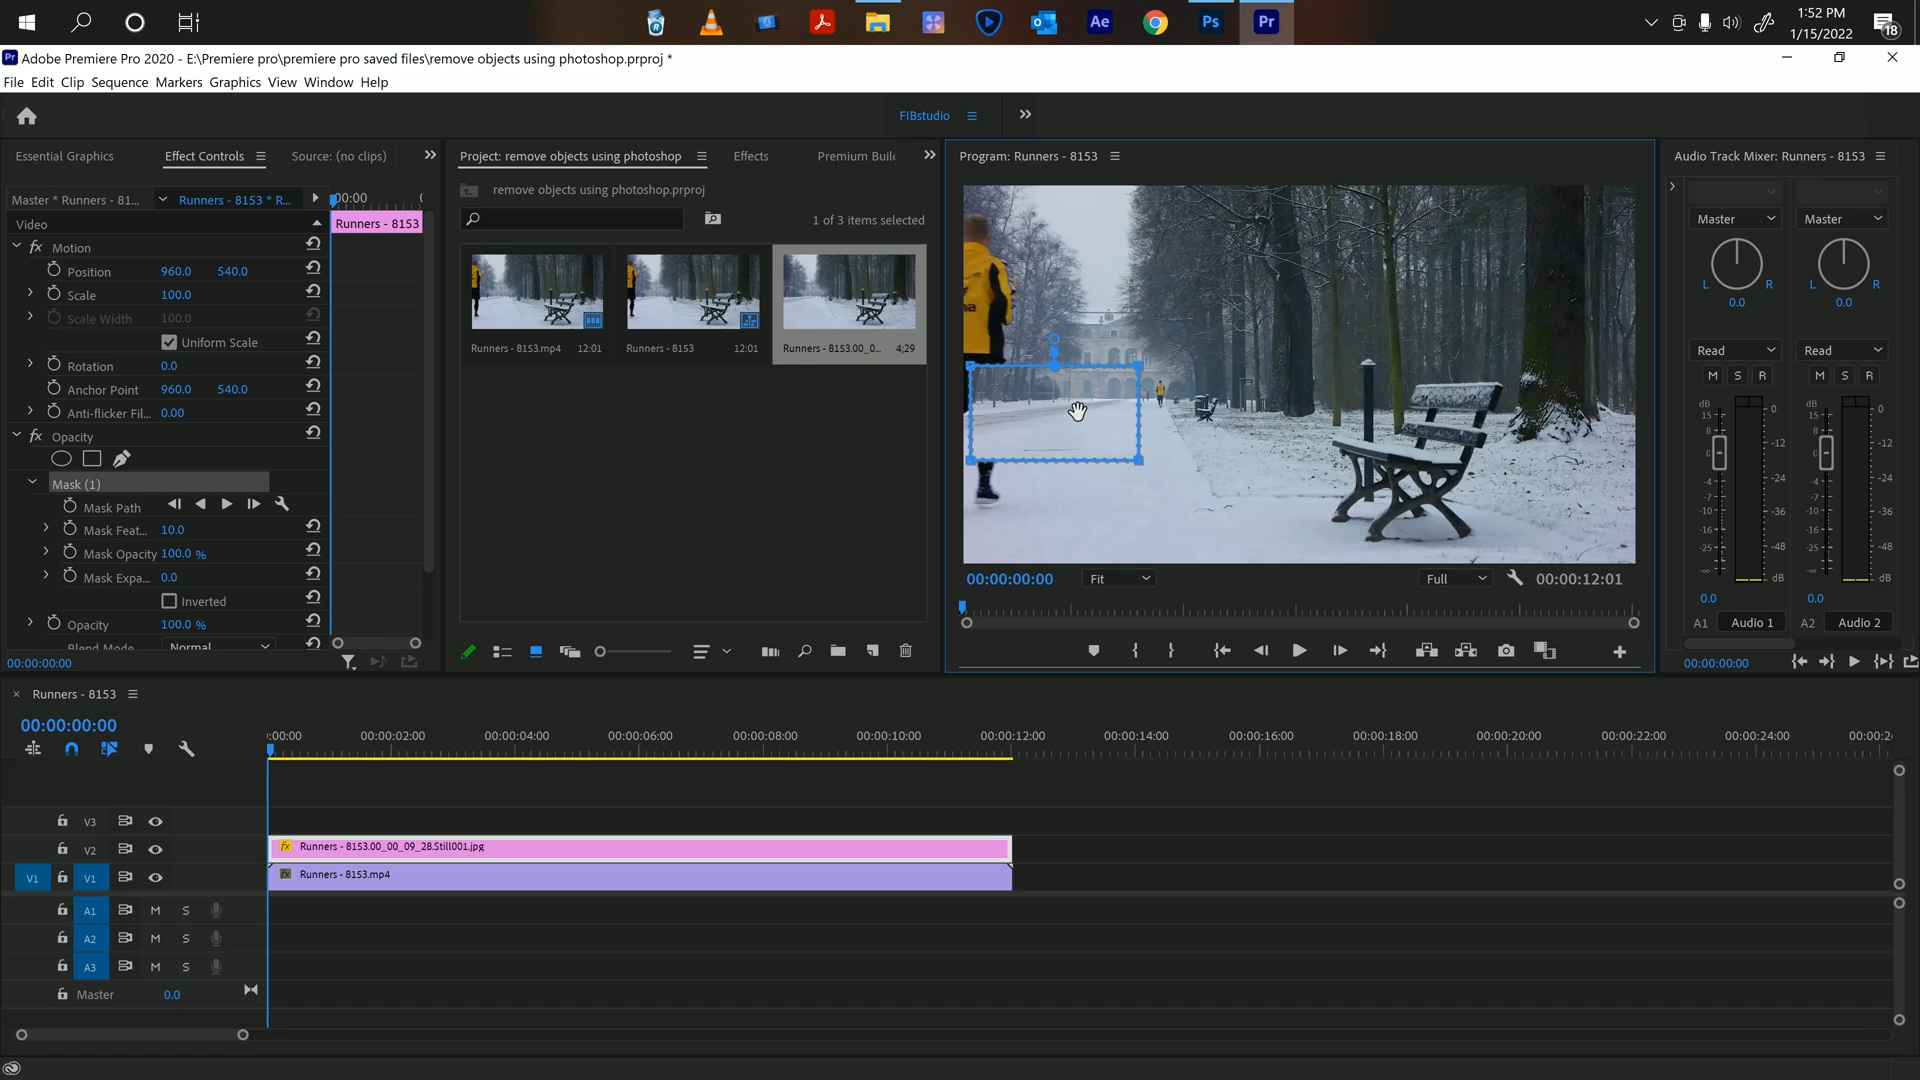 1:52 PM
1/15/2022
18
Ae
Ps
Pr
Pr Adobe Premiere Pro 2020 - E:\Premiere pro\premiere pro saved files\remove objects using photoshop.prproj *
File Edit Clip Sequence Markers Graphics View Window Help
FIBstudio
Essential Graphics Effect Controls Source: (no clips)
Project: remove objects using photoshop Effects Premium Builc
Program: Runners - 8153
Audio Track Mixer: Runners - 8153
Master * Runners - 81... Runners - 8153 * R... :00:00
remove objects using photoshop.prproj
1 of 3 items selected
Video
Runners - 8153
fx Motion
Position 960.0 540.0
Scale 100.0
Scale Width 100.0
Uniform Scale
Rotation 0.0
Anchor Point 960.0 540.0
Anti-flicker Fil... 0.00
fx Opacity
Mask (1)
Mask Path
Mask Feat... 10.0
Mask Opacity 100.0 %
Mask Expa... 0.0
Inverted
Opacity 100.0 %
Blend Mode Normal
00:00:00:00
Runners - 8153.mp4 12:01
Runners - 8153 12:01
Runners - 8153.00_0... 4;29
00:00:00:00 Fit Full 00:00:12:01
Master Master
L R L R
0.0 0.0
Read Read
M S R M S R
dB 0 dB 0
15 15
8 -12 8 -12
0 0
-4 -24 -4 -24
-7 -7
-10 -36 -10 -36
-16 -16
-25 -48 -25 -48
-∞ dB -∞ dB
0.0 0.0
A1 Audio 1 A2 Audio 2
00:00:00:00
× Runners - 8153
00:00:00:00
:00:00 00:00:02:00 00:00:04:00 00:00:06:00 00:00:08:00 00:00:10:00 00:00:12:00 00:00:14:00 00:00:16:00 00:00:18:00 00:00:20:00 00:00:22:00 00:00:24:00 00:00:2
V3
V2
fx Runners - 8153.00_00_09_28.Still001.jpg
V1 V1
fx Runners - 8153.mp4
A1 M S
A2 M S
A3 M S
Master 0.0